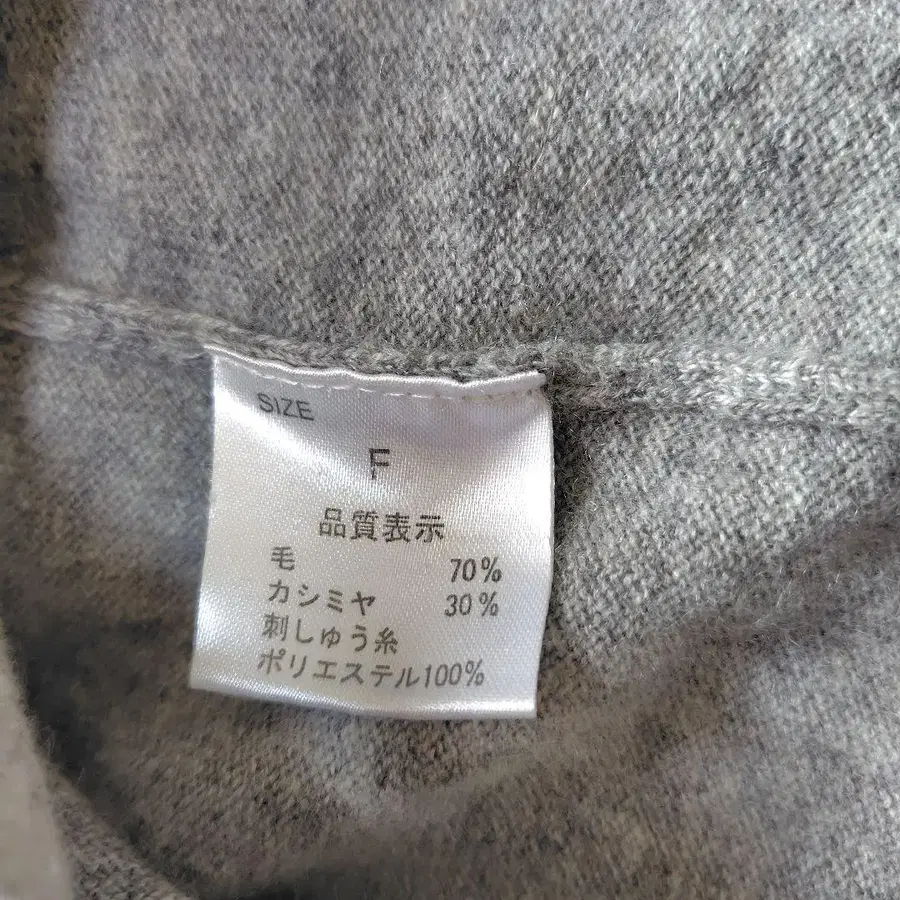 SIZE
F
品質表示
毛 70%
カシミヤ 30%
刺しゅう糸
ポリエステル100%